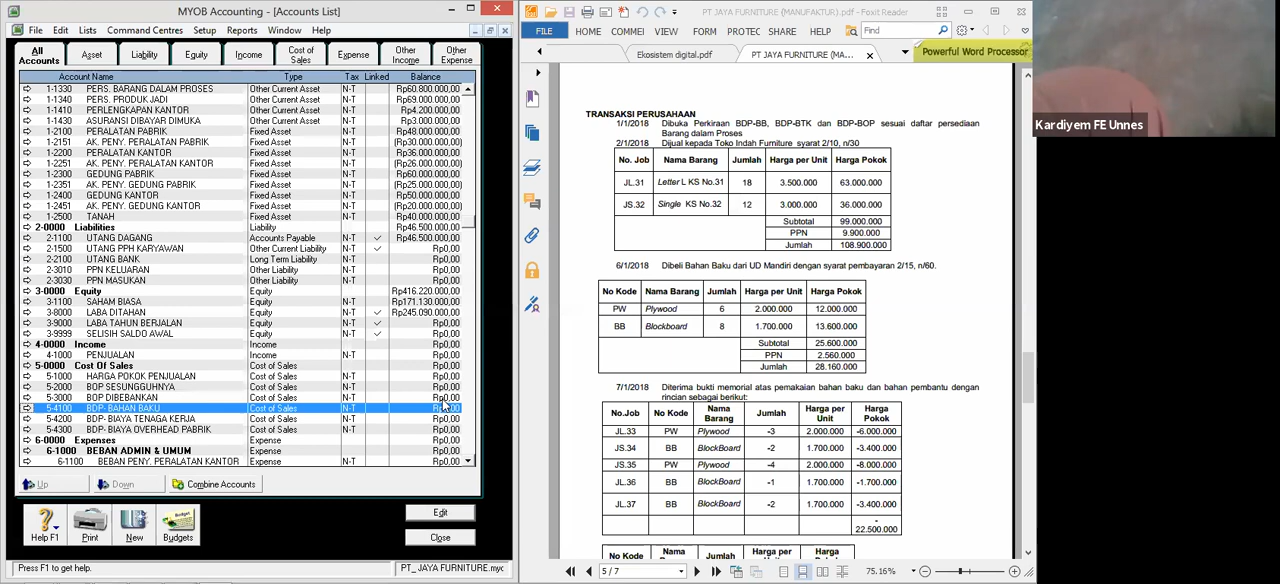 MYOB Accounting - [Accounts List]
File Edit Lists Command Centres Setup Reports Window Help
All Accounts Asset Liability Equity Income Cost of Sales Expense Other Income Other Expense
Account Name Type Tax Linked Balance
1-1330 PERS. BARANG DALAM PROSES Other Current Asset N-T Rp60.800.000,00
1-1340 PERS. PRODUK JADI Other Current Asset N-T Rp69.000.000,00
1-1410 PERLENGKAPAN KANTOR Other Current Asset N-T Rp4.200.000,00
1-1430 ASURANSI DIBAYAR DIMUKA Other Current Asset N-T Rp3.000.000,00
1-2100 PERALATAN PABRIK Fixed Asset N-T Rp48.000.000,00
1-2151 AK. PENY. PERALATAN PABRIK Fixed Asset N-T (Rp30.000.000,00)
1-2200 PERALATAN KANTOR Fixed Asset N-T Rp36.000.000,00
1-2251 AK. PENY. PERALATAN KANTOR Fixed Asset N-T (Rp26.000.000,00)
1-2300 GEDUNG PABRIK Fixed Asset N-T Rp60.000.000,00
1-2351 AK. PENY. GEDUNG PABRIK Fixed Asset N-T (Rp25.000.000,00)
1-2400 GEDUNG KANTOR Fixed Asset N-T Rp50.000.000,00
1-2451 AK. PENY. GEDUNG KANTOR Fixed Asset N-T (Rp20.000.000,00)
1-2500 TANAH Fixed Asset N-T Rp40.000.000,00
2-0000 Liabilities Liability Rp46.500.000,00
2-1100 UTANG DAGANG Accounts Payable N-T Rp46.500.000,00
2-1500 UTANG PPH KARYAWAN Other Current Liability N-T Rp0,00
2-2100 UTANG BANK Long Term Liability N-T Rp0,00
2-3010 PPN KELUARAN Other Liability N-T Rp0,00
2-3030 PPN MASUKAN Other Liability N-T Rp0,00
3-0000 Equity Equity Rp416.220.000,00
3-1100 SAHAM BIASA Equity N-T Rp171.130.000,00
3-8000 LABA DITAHAN Equity N-T Rp245.090.000,00
3-9000 LABA TAHUN BERJALAN Equity N-T Rp0,00
3-9999 SELISIH SALDO AWAL Equity N-T Rp0,00
4-0000 Income Income Rp0,00
4-1000 PENJUALAN Income N-T Rp0,00
5-0000 Cost Of Sales Cost of Sales Rp0,00
5-1000 HARGA POKOK PENJUALAN Cost of Sales N-T Rp0,00
5-2000 BOP SESUNGGUHNYA Cost of Sales N-T Rp0,00
5-3000 BOP DIBEBANKAN Cost of Sales N-T Rp0,00
5-4100 BDP- BAHAN BAKU Cost of Sales N-T Rp0,00
5-4200 BDP- BIAYA TENAGA KERJA Cost of Sales N-T Rp0,00
5-4300 BDP- BIAYA OVERHEAD PABRIK Cost of Sales N-T Rp0,00
6-0000 Expenses Expense Rp0,00
6-1000 BEBAN ADMIN & UMUM Expense Rp0,00
6-1100 BEBAN PENY. PERALATAN KANTOR Expense N-T Rp0,00
Up Down Combine Accounts
Help F1 Print New Budgets Edit
Close
Press F1 to get help. PT_ JAYA FURNITURE.myc
PT JAYA FURNITURE (MANUFAKTUR).pdf - Foxit Reader
FILE HOME COMMEI VIEW FORM PROTEC SHARE HELP Find
Ekosistem digital.pdf PT JAYA FURNITURE (MA... Powerful Word Processor
TRANSAKSI PERUSAHAAN
1/1/2018 Dibuka Perkiraan BDP-BB, BDP-BTK dan BDP-BOP sesuai daftar persediaan
Barang dalam Proses
2/1/2018 Dijual kepada Toko Indah Furniture syarat 2/10, n/30
No. Job Nama Barang Jumlah Harga per Unit Harga Pokok
JL.31 Letter L KS No.31 18 3.500.000 63.000.000
JS.32 Single KS No.32 12 3.000.000 36.000.000
Subtotal 99.000.000
PPN 9.900.000
Jumlah 108.900.000
6/1/2018 Dibeli Bahan Baku dari UD Mandiri dengan syarat pembayaran 2/15, n/60.
No Kode Nama Barang Jumlah Harga per Unit Harga Pokok
PW Plywood 6 2.000.000 12.000.000
BB Blockboard 8 1.700.000 13.600.000
Subtotal 25.600.000
PPN 2.560.000
Jumlah 28.160.000
7/1/2018 Diterima bukti memorial atas pemakaian bahan baku dan bahan pembantu dengan
rincian sebagai berikut:
No.Job No Kode Nama Barang Jumlah Harga per Unit Harga Pokok
JL.33 PW Plywood -3 2.000.000 -6.000.000
JS.34 BB BlockBoard -2 1.700.000 -3.400.000
JS.35 PW Plywood -4 2.000.000 -8.000.000
JL.36 BB BlockBoard -1 1.700.000 -1.700.000
JL.37 BB BlockBoard -2 1.700.000 -3.400.000
-
22.500.000
No Kode Nama Jumlah Harga per Harga
5 / 7 75.16%
Kardiyem FE Unnes